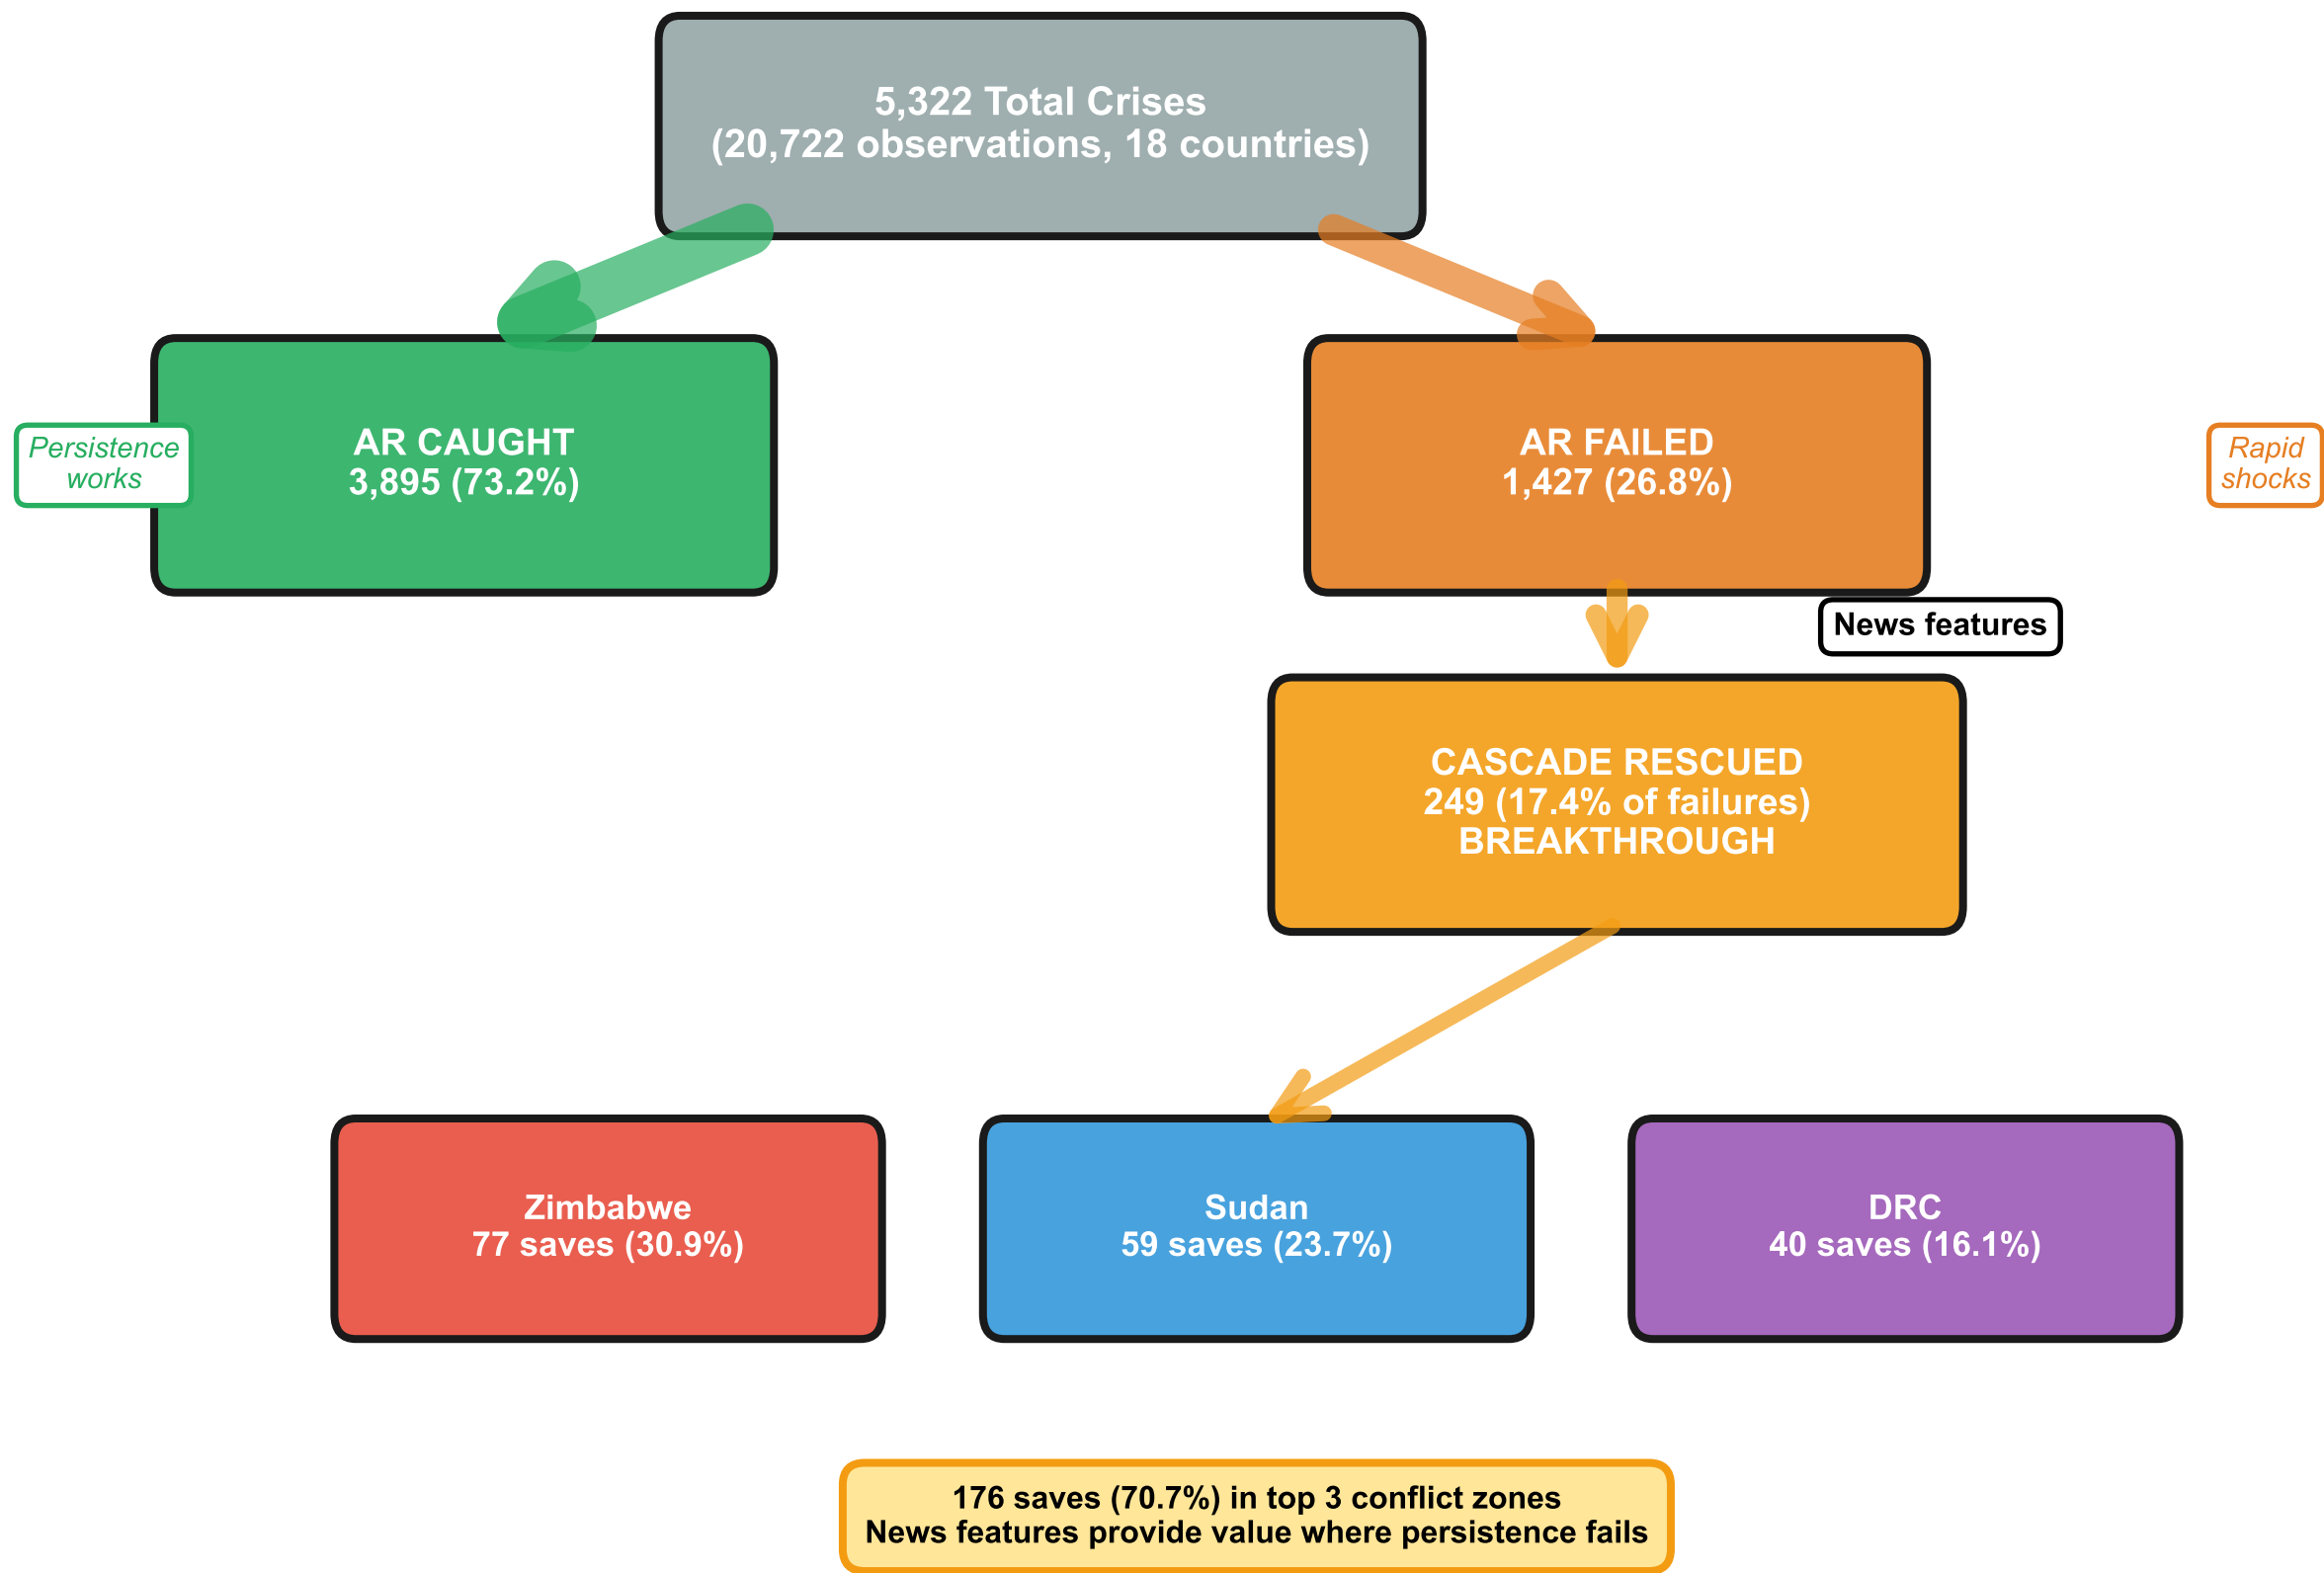 5,322 Total Crises
(20,722 observations, 18 countries)
Persistence
works
AR CAUGHT
3,895 (73.2%)
AR FAILED
1,427 (26.8%)
Rapid
shocks
News features
CASCADE RESCUED
249 (17.4% of failures)
BREAKTHROUGH
Zimbabwe
77 saves (30.9%)
Sudan
59 saves (23.7%)
DRC
40 saves (16.1%)
176 saves (70.7%) in top 3 conflict zones
News features provide value where persistence fails